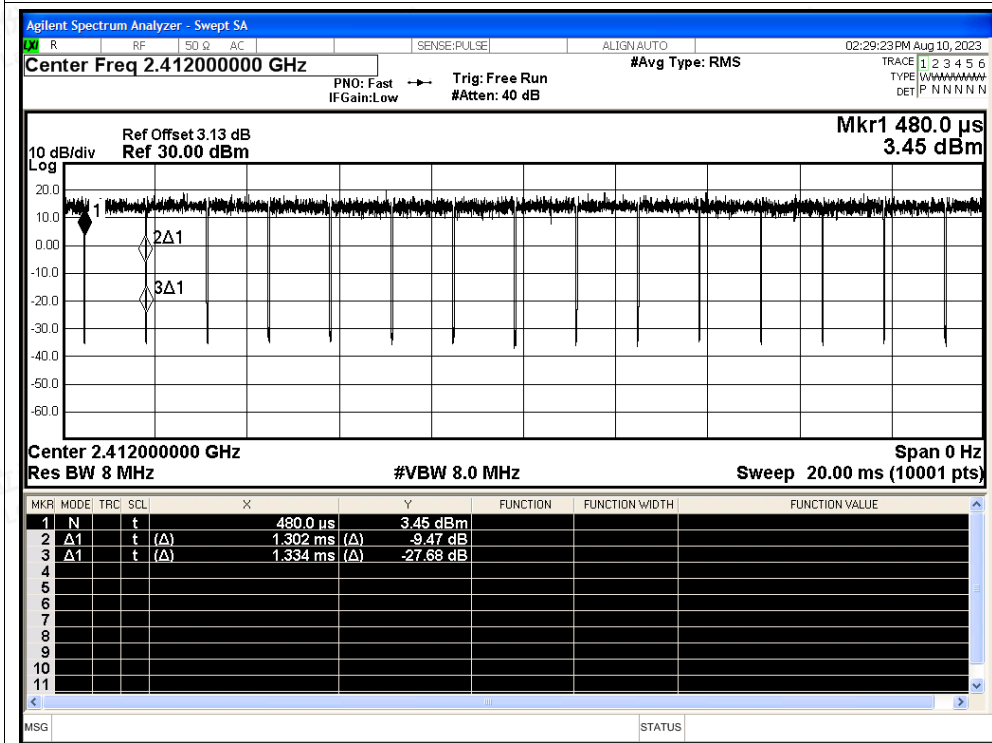 Agilent Spectrum Analyzer - Swept SA
LXI R RF 50 Ω AC SENSE:PULSE ALIGN AUTO 02:29:23 PM Aug 10, 2023
Center Freq 2.412000000 GHz
#Avg Type: RMS
TRACE 1 2 3 4 5 6
PNO: Fast Trig: Free Run
TYPE W
IFGain:Low #Atten: 40 dB
DET P N N N N N
Mkr1 480.0 µs
3.45 dBm
Ref Offset 3.13 dB
10 dB/div Ref 30.00 dBm
Log
20.0
10.0
0.00
-10.0
-20.0
-30.0
-40.0
-50.0
-60.0
1
2Δ1
3Δ1
Center 2.412000000 GHz Span 0 Hz
Res BW 8 MHz #VBW 8.0 MHz Sweep 20.00 ms (10001 pts)
MKR MODE TRC SCL X Y FUNCTION FUNCTION WIDTH FUNCTION VALUE
1 N t 480.0 µs 3.45 dBm
2 Δ1 t (Δ) 1.302 ms (Δ) -9.47 dB
3 Δ1 t (Δ) 1.334 ms (Δ) -27.68 dB
4
5
6
7
8
9
10
11
MSG STATUS